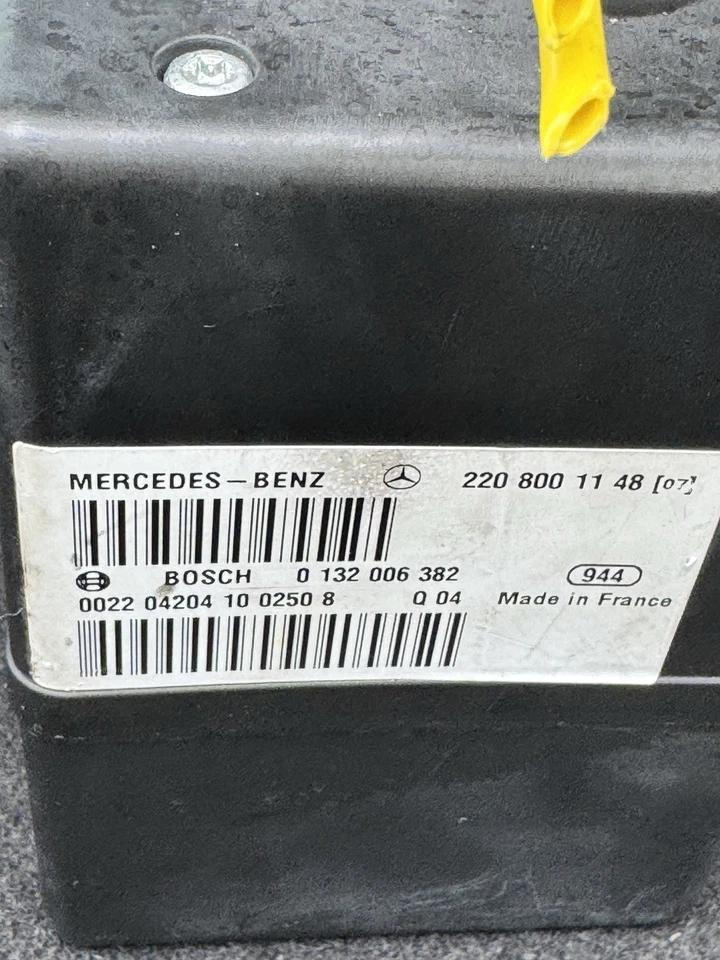 MERCEDES-BENZ 220 800 11 48 [07]
BOSCH 0 132 006 382 944
0022 04204 10 0250 8 Q 04 Made in France